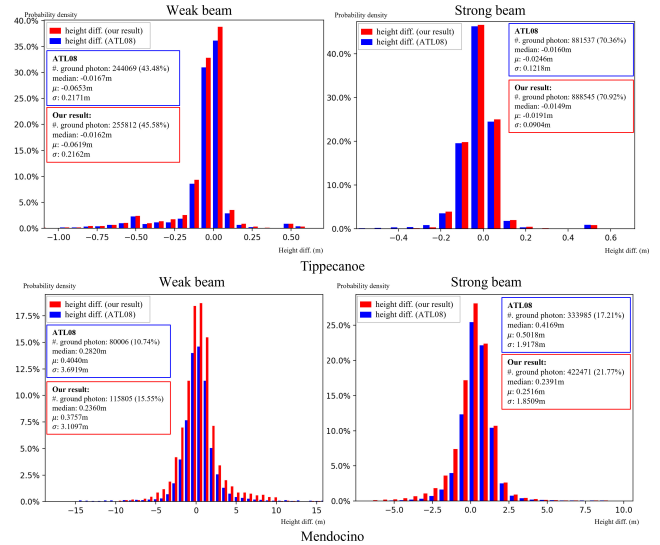 Weak beam
Strong beam
Probability density
Probability density
height diff. (our result)
height diff. (ATL08)
ATL08
#. ground photon: 244069 (43.48%)
median: -0.0167m
μ: -0.0653m
σ: 0.2171m
Our result:
#. ground photon: 255812 (45.58%)
median: -0.0162m
μ: -0.0619m
σ: 0.2162m
40.0%
35.0%
30.0%
25.0%
20.0%
15.0%
10.0%
5.0%
0.0%
-1.00 -0.75 -0.50 -0.25 0.00 0.25 0.50
Height diff. (m)
height diff. (our result)
height diff. (ATL08)
ATL08
#. ground photon: 881537 (70.36%)
median: -0.0160m
μ: -0.0246m
σ: 0.1218m
Our result:
#. ground photon: 888545 (70.92%)
median: -0.0149m
μ: -0.0191m
σ: 0.0904m
40.0%
30.0%
20.0%
10.0%
0.0%
-0.4 -0.2 0.0 0.2 0.4 0.6
Height diff. (m)
Tippecanoe
Weak beam
Strong beam
Probability density
Probability density
height diff. (our result)
height diff. (ATL08)
ATL08
#. ground photon: 80006 (10.74%)
median: 0.2820m
μ: 0.4040m
σ: 3.6919m
Our result:
#. ground photon: 115805 (15.55%)
median: 0.2360m
μ: 0.3757m
σ: 3.1097m
17.5%
15.0%
12.5%
10.0%
7.5%
5.0%
2.5%
0.0%
-15 -10 -5 0 5 10 15
Height diff. (m)
height diff. (our result)
height diff. (ATL08)
ATL08
#. ground photon: 333985 (17.21%)
median: 0.4169m
μ: 0.5018m
σ: 1.9178m
Our result:
#. ground photon: 422471 (21.77%)
median: 0.2391m
μ: 0.2516m
σ: 1.8509m
25.0%
20.0%
15.0%
10.0%
5.0%
0.0%
-5.0 -2.5 0.0 2.5 5.0 7.5 10.0
Height diff. (m)
Mendocino